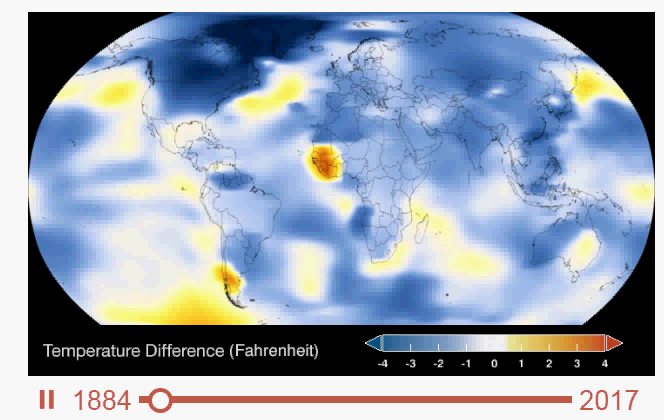 Temperature Difference (Fahrenheit)
-4 -3 -2 -1 0 1 2 3 4
1884 2017